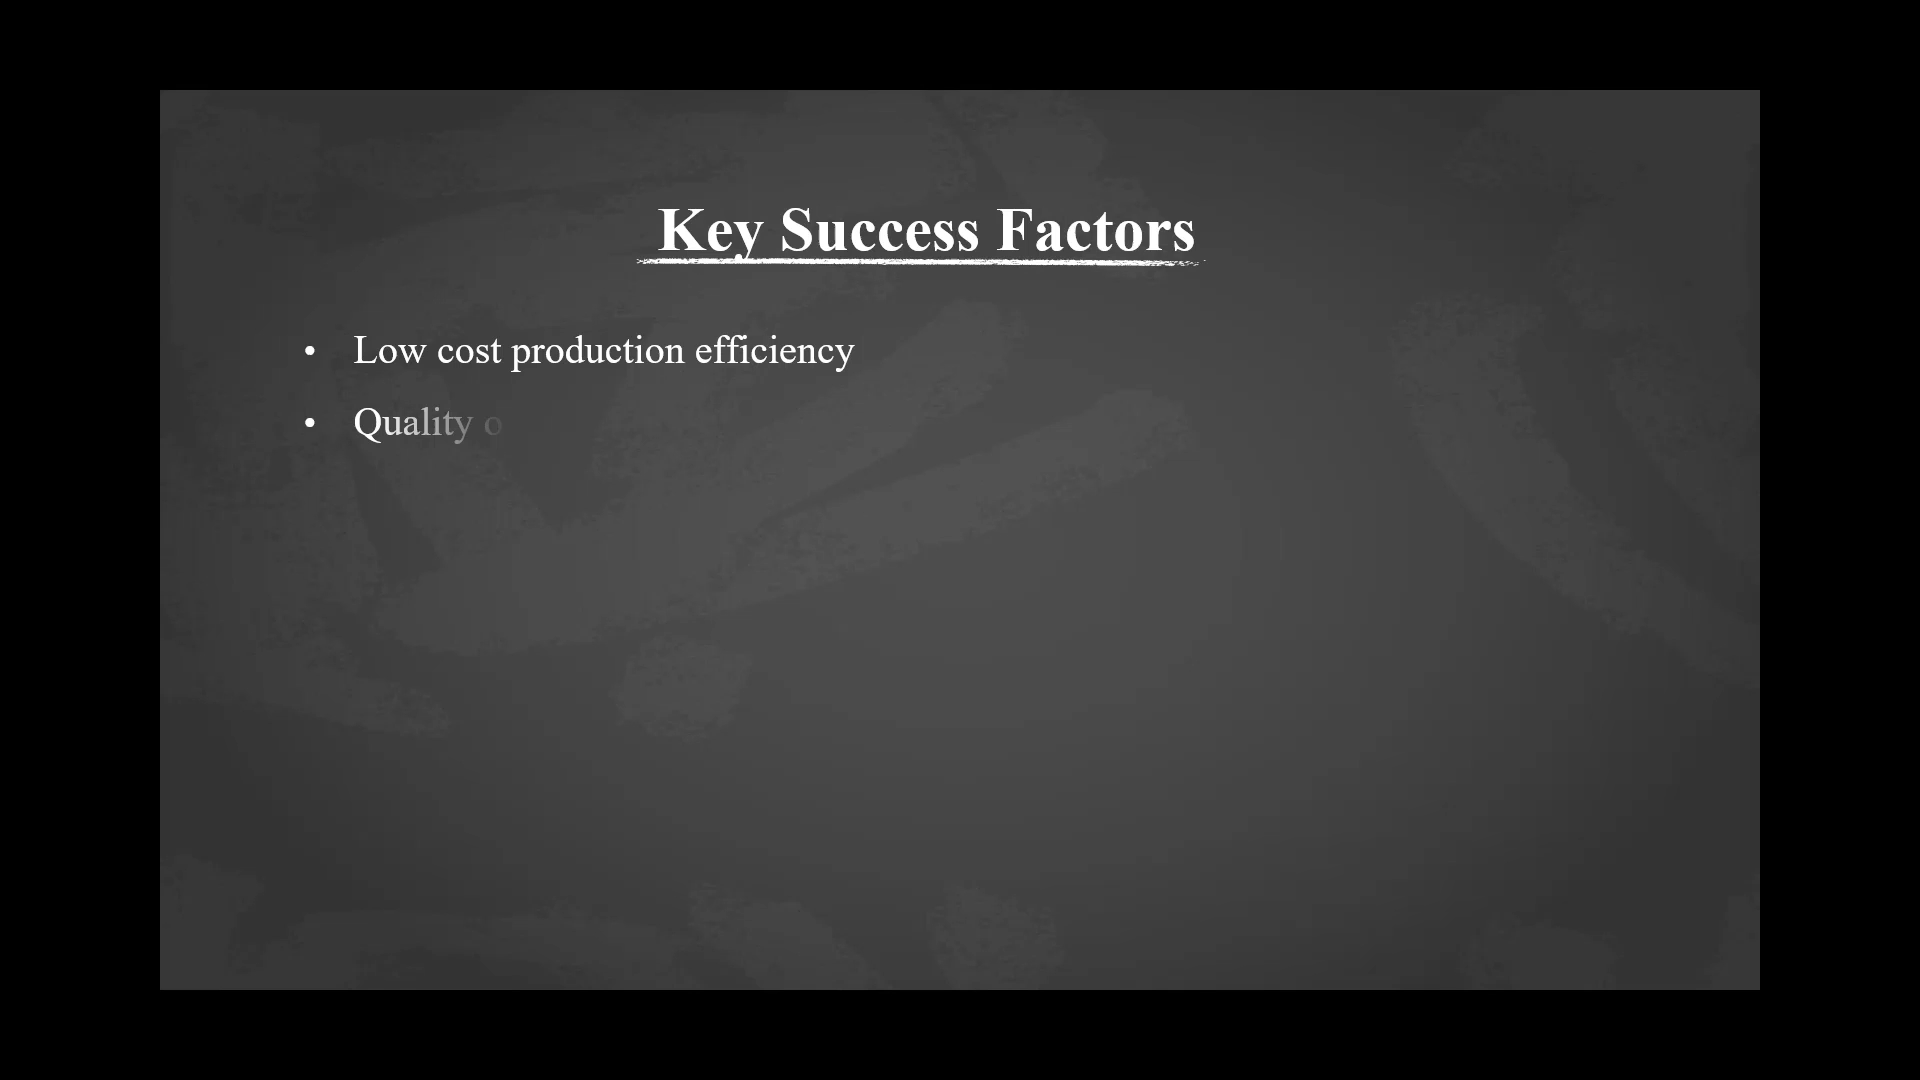 Key Success Factors
• Low cost production efficiency
• Quality o